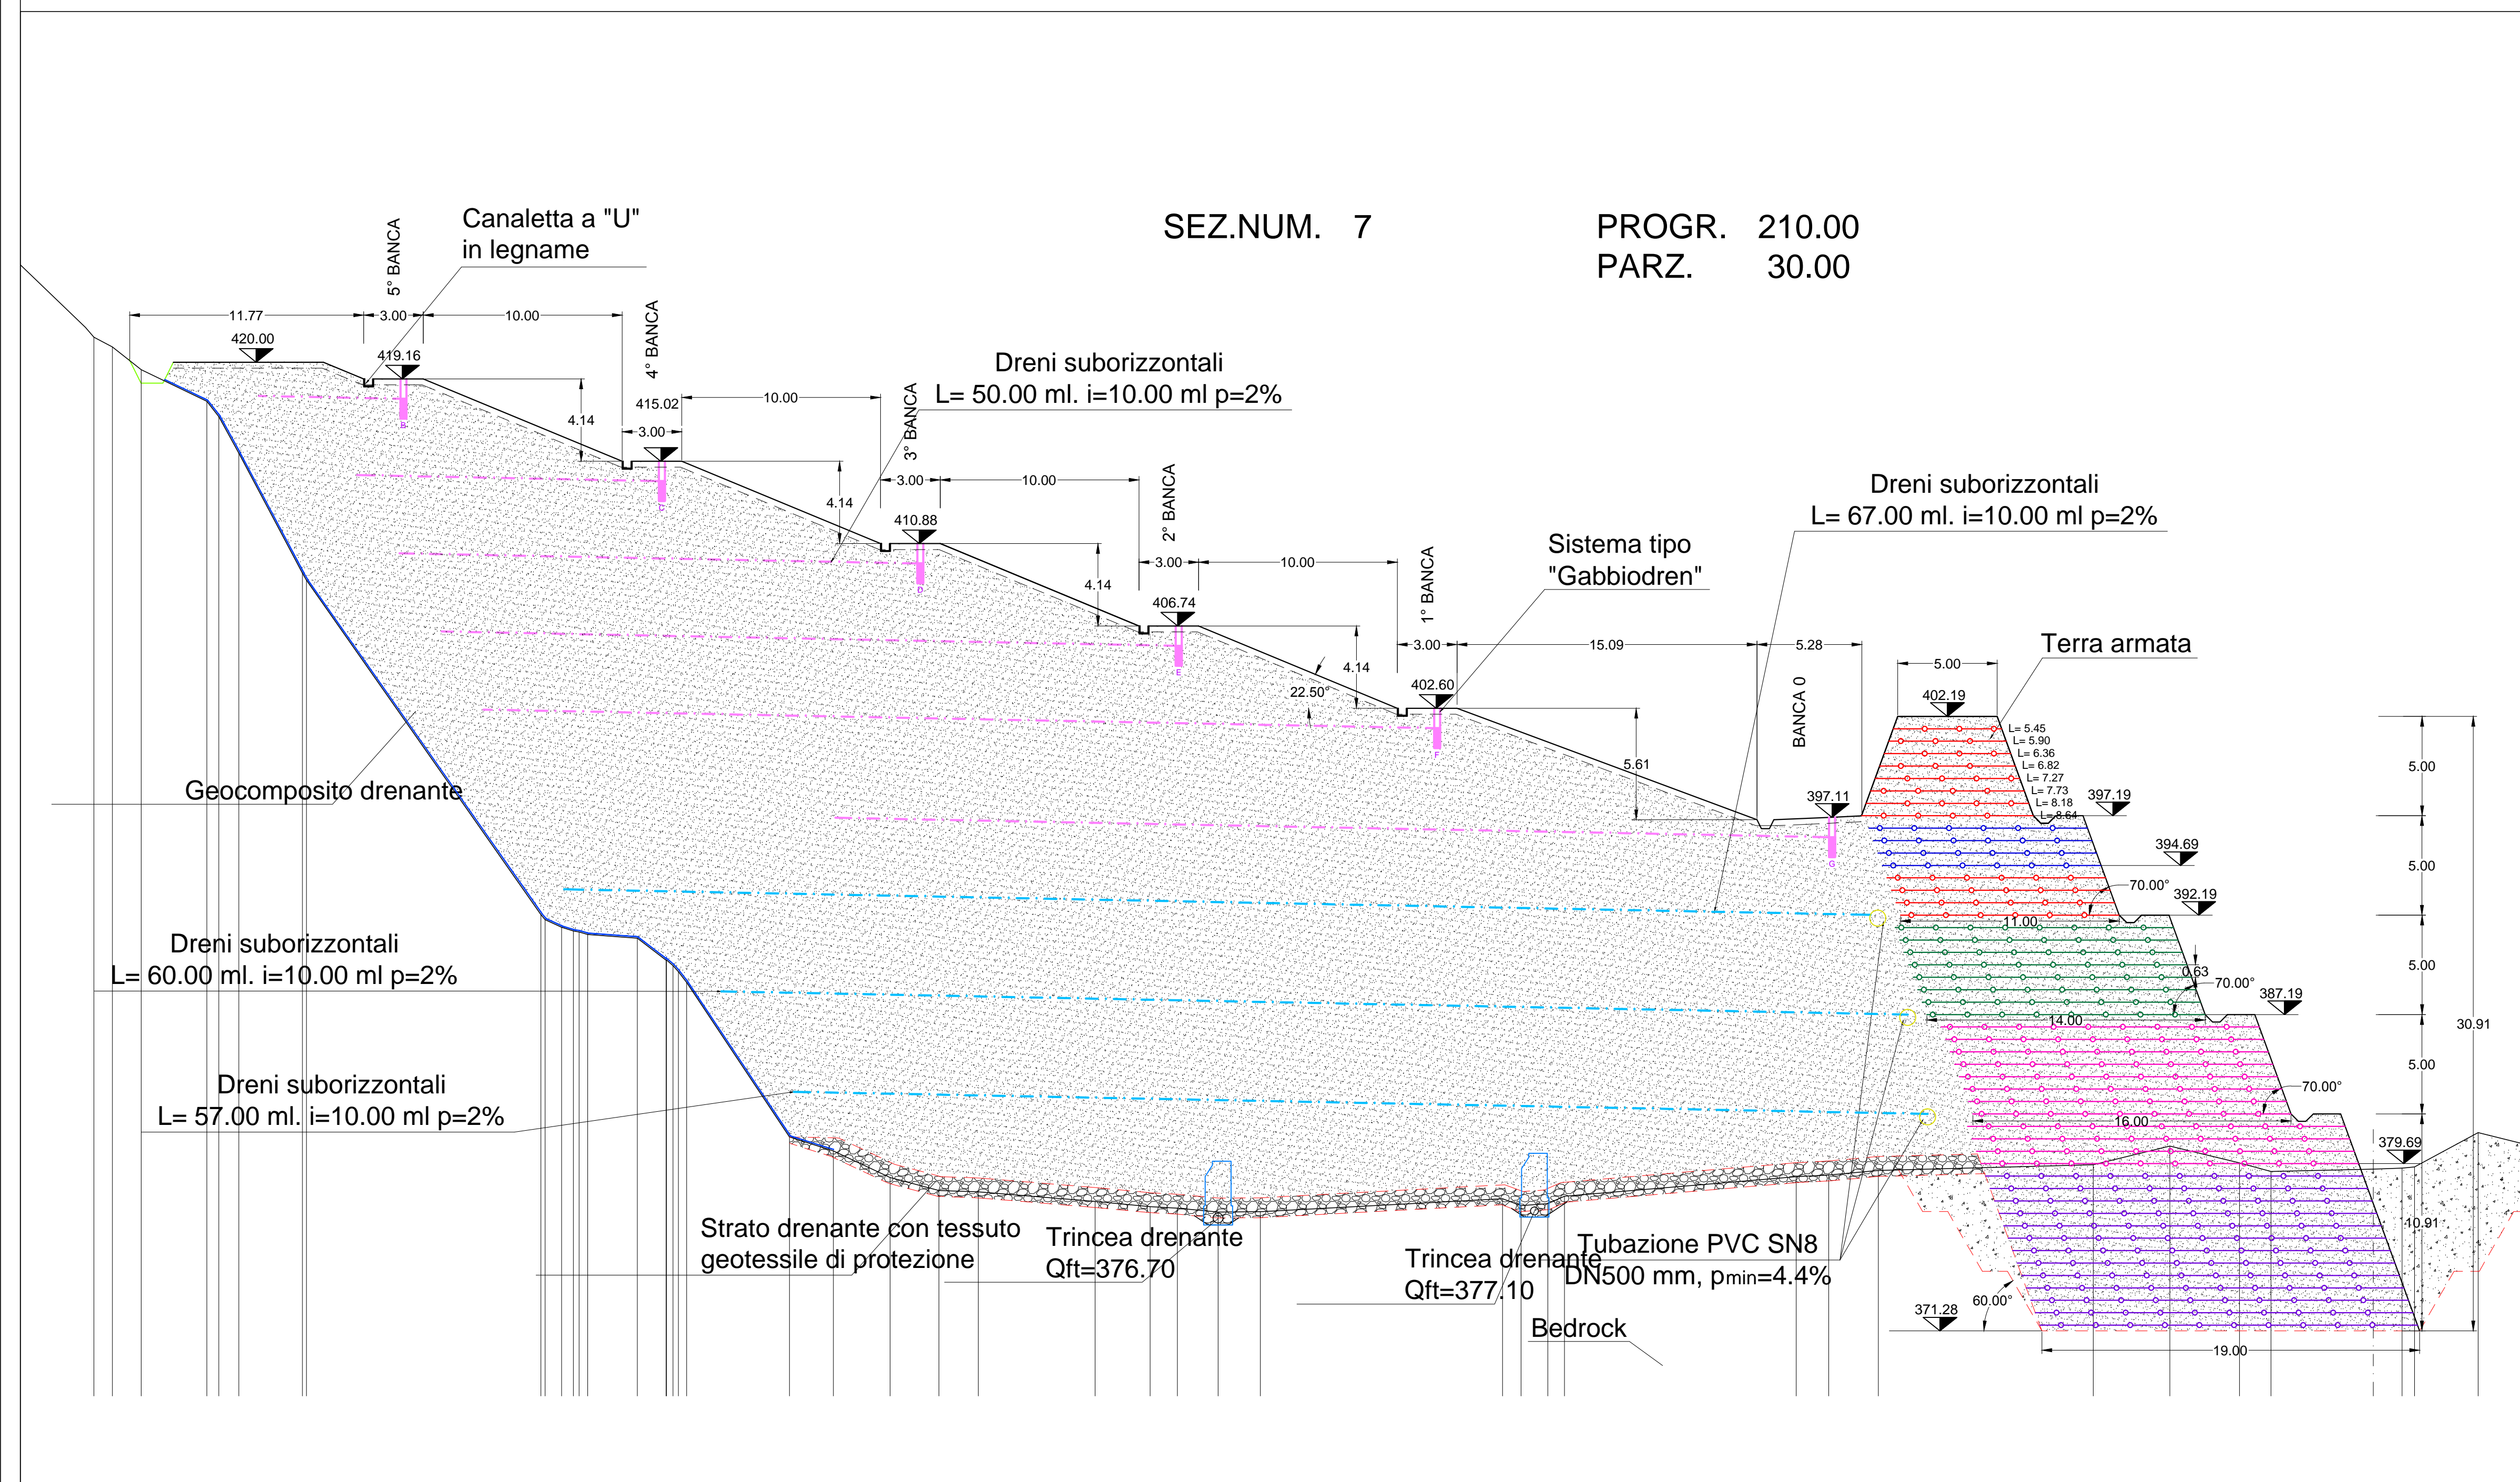 SEZ.NUM. 7
PROGR. 210.00
PARZ. 30.00
Canaletta a "U"
in legname
5° BANCA
4° BANCA
3° BANCA
2° BANCA
1° BANCA
BANCA 0
11.77
3.00
10.00
420.00
419.16
B
4.14
415.02
3.00
10.00
C
4.14
Dreni suborizzontali
L= 50.00 ml. i=10.00 ml p=2%
3.00
10.00
410.88
D
4.14
3.00
10.00
406.74
E
22.50°
4.14
Sistema tipo
"Gabbiodren"
3.00
15.09
5.28
402.60
F
5.61
397.11
G
Dreni suborizzontali
L= 67.00 ml. i=10.00 ml p=2%
Terra armata
5.00
402.19
L= 5.45
L= 5.90
L= 6.36
L= 6.82
L= 7.27
L= 7.73
L= 8.18
L= 8.64
397.19
394.69
70.00°
392.19
11.00
0.63
70.00°
387.19
14.00
70.00°
16.00
379.69
5.00
5.00
5.00
5.00
30.91
10.91
Geocomposito drenante
Dreni suborizzontali
L= 60.00 ml. i=10.00 ml p=2%
Dreni suborizzontali
L= 57.00 ml. i=10.00 ml p=2%
Strato drenante con tessuto
geotessile di protezione
Trincea drenante
Qft=376.70
Trincea drenante
Qft=377.10
Tubazione PVC SN8
DN500 mm, pmin=4.4%
Bedrock
371.28
60.00°
19.00